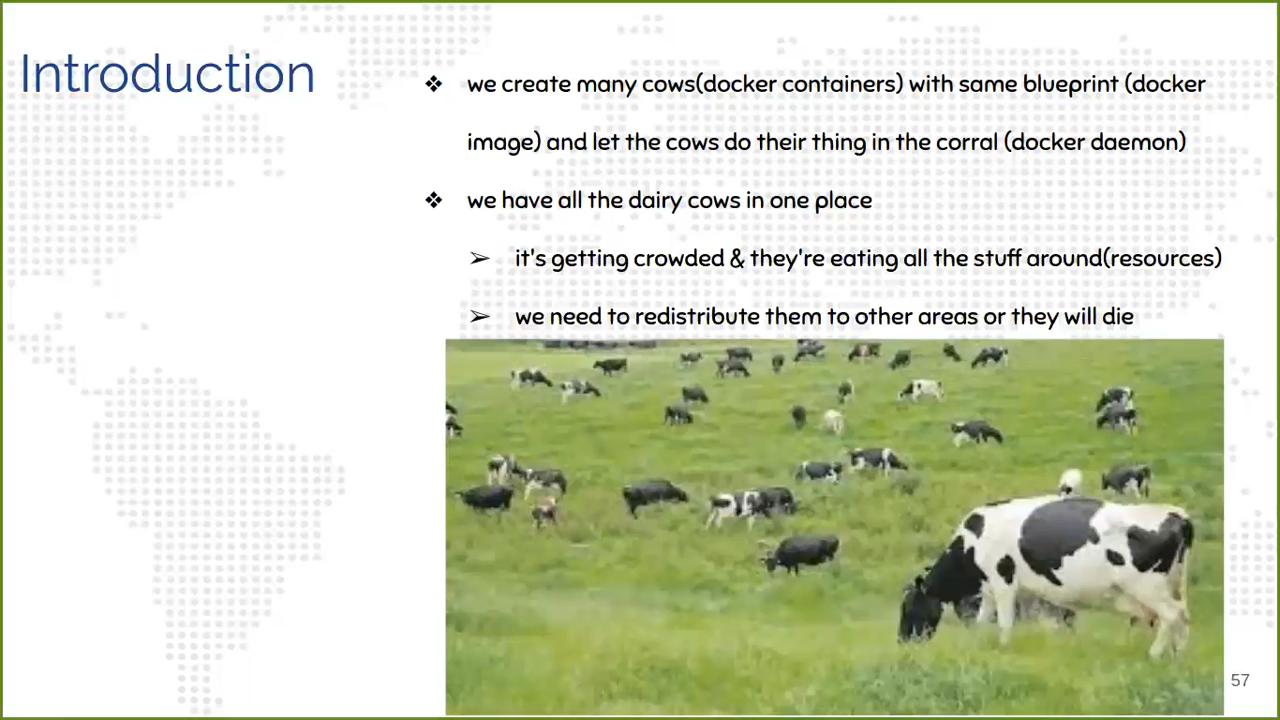 Introduction
❖ we create many cows(docker containers) with same blueprint (docker
image) and let the cows do their thing in the corral (docker daemon)
❖ we have all the dairy cows in one place
➢ it's getting crowded & they're eating all the stuff around(resources)
➢ we need to redistribute them to other areas or they will die
57